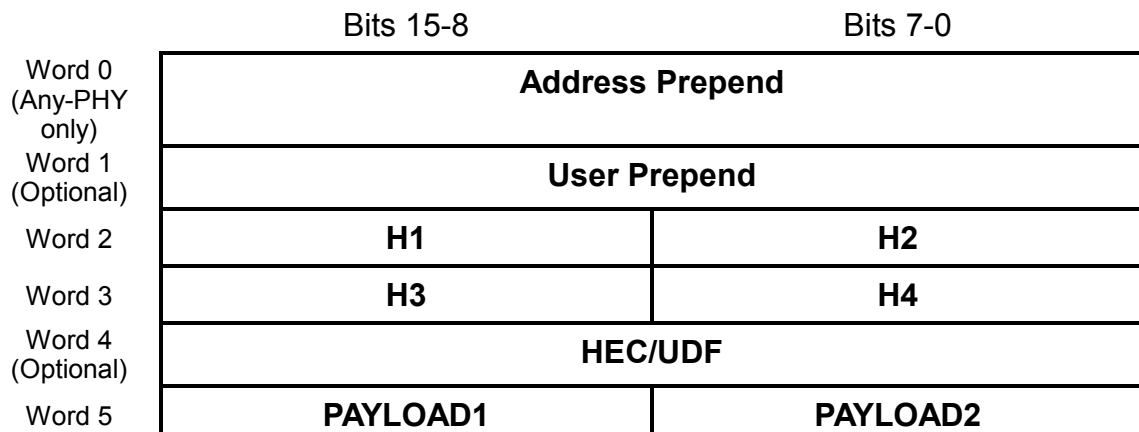 Bits 15-8 Bits 7-0
Word 0
(Any-PHY
only)
Address Prepend
Word 1
(Optional)
User Prepend
Word 2 H1 H2
Word 3 H3 H4
Word 4
(Optional)
HEC/UDF
Word 5 PAYLOAD1 PAYLOAD2